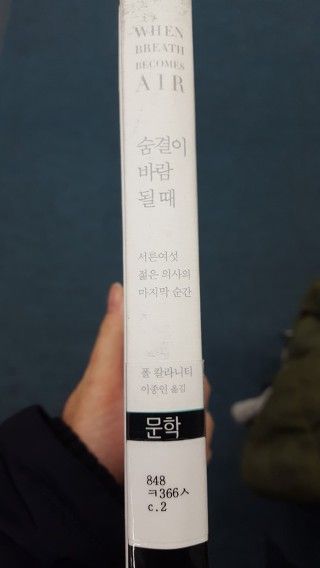 WHEN
BREATH
BECOMES
AIR
숨결이
바람
될 때
서른여섯
젊은 의사의
마지막 순간
폴 칼라니티
이종인 옮김
문학
848
ㅋ366ㅅ
c.2